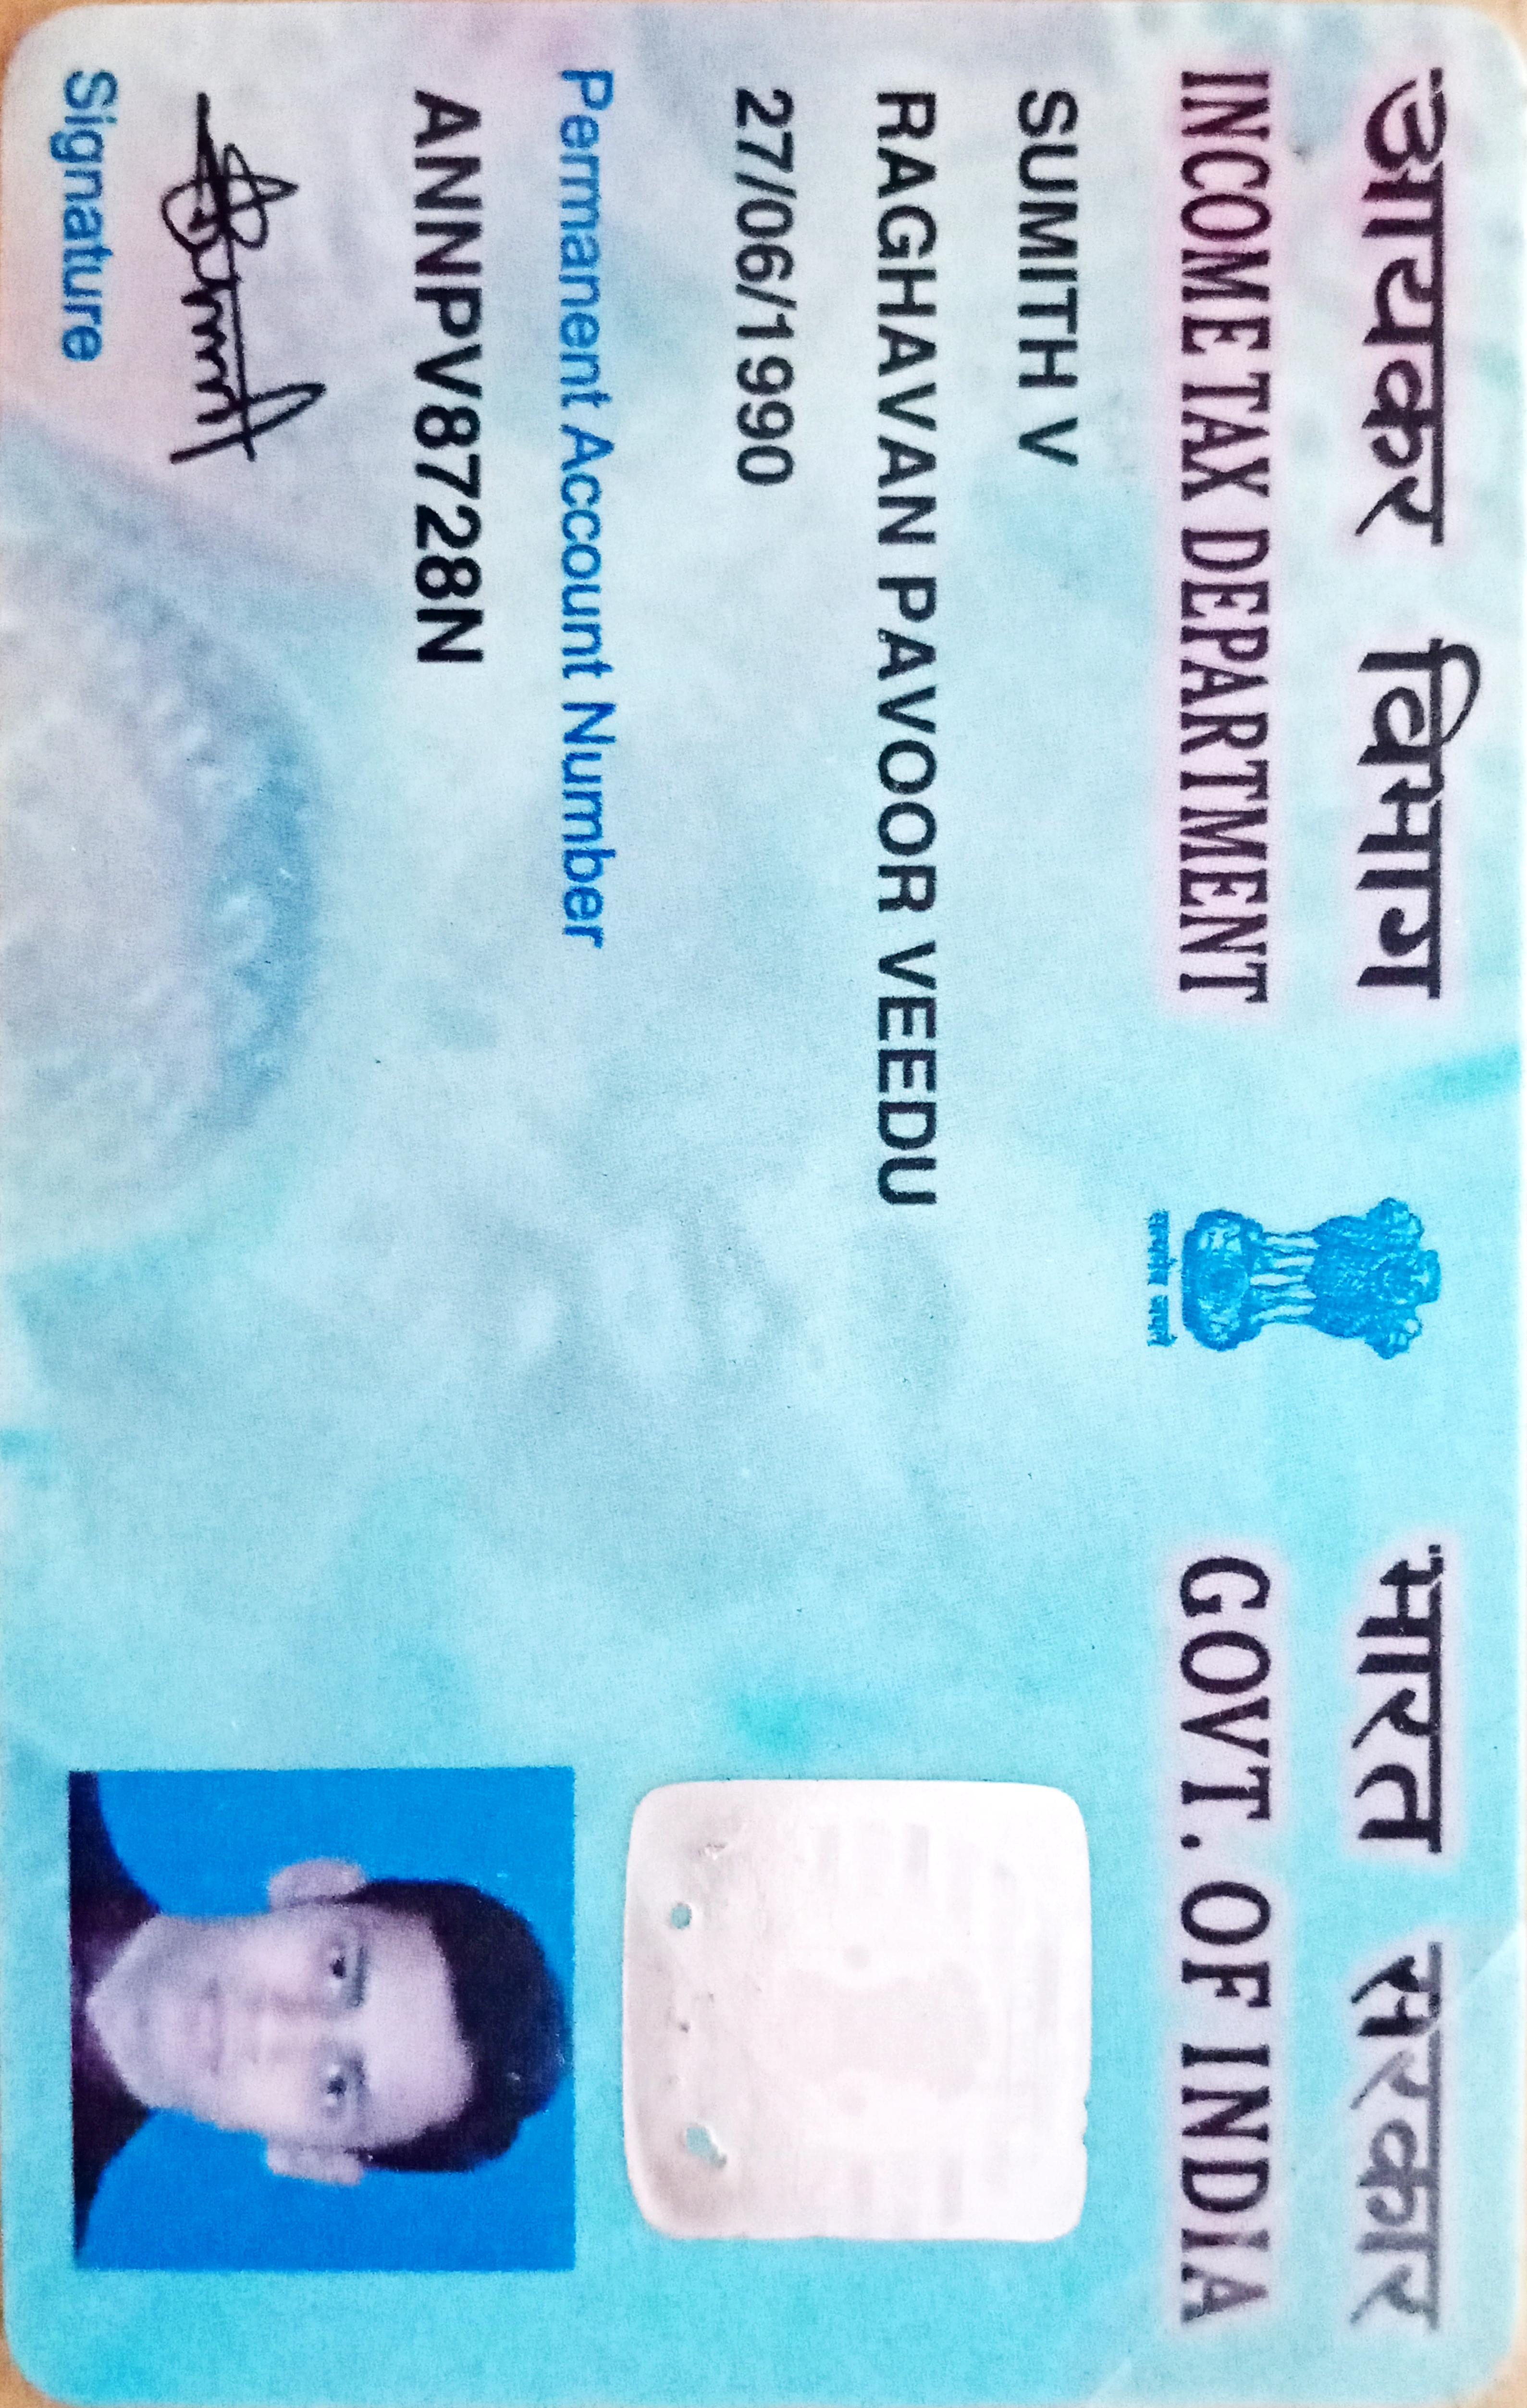 आयकर विभाग
INCOME TAX DEPARTMENT
भारत सरकार
GOVT. OF INDIA
सत्यमेव जयते
SUMITH V
RAGHAVAN PAVOOR VEEDU
27/06/1990
Permanent Account Number
ANNPV8728N
Signature